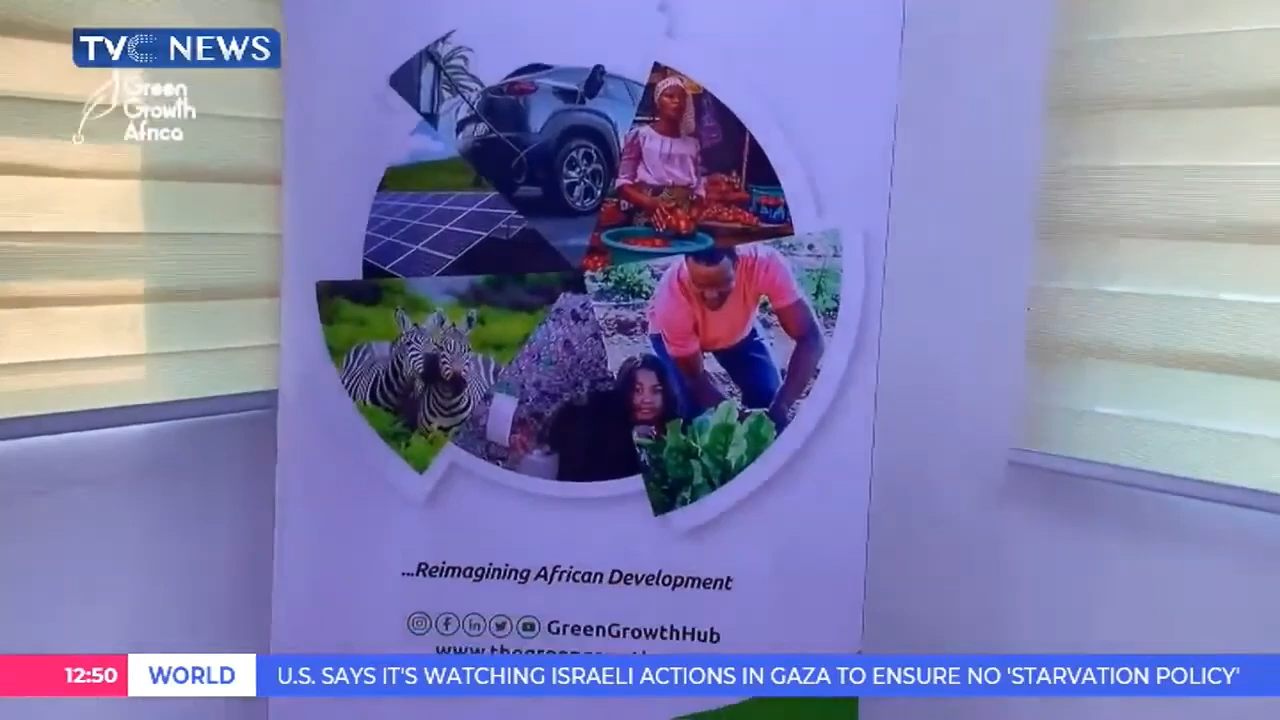 TVC NEWS
Green
Growth
Africa
...Reimagining African Development
GreenGrowthHub
12:50 WORLD U.S. SAYS IT'S WATCHING ISRAELI ACTIONS IN GAZA TO ENSURE NO 'STARVATION POLICY'